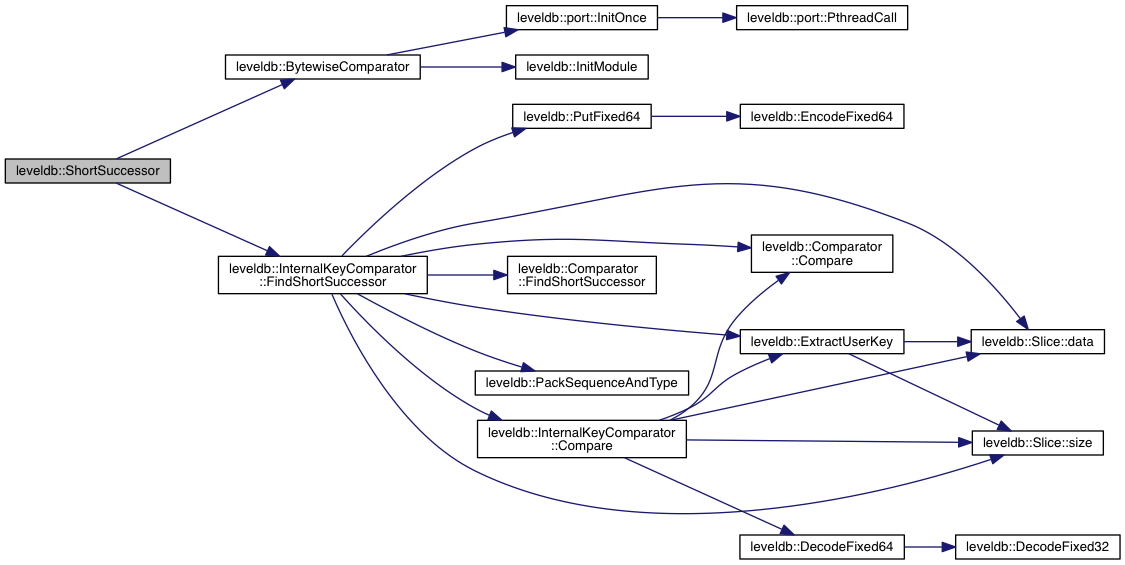 leveldb::port::InitOnce
leveldb::port::PthreadCall
leveldb::BytewiseComparator
leveldb::InitModule
leveldb::PutFixed64
leveldb::EncodeFixed64
leveldb::ShortSuccessor
leveldb::Comparator
::Compare
leveldb::InternalKeyComparator
::FindShortSuccessor
leveldb::Comparator
::FindShortSuccessor
leveldb::ExtractUserKey
leveldb::Slice::data
leveldb::PackSequenceAndType
leveldb::InternalKeyComparator
::Compare
leveldb::Slice::size
leveldb::DecodeFixed64
leveldb::DecodeFixed32